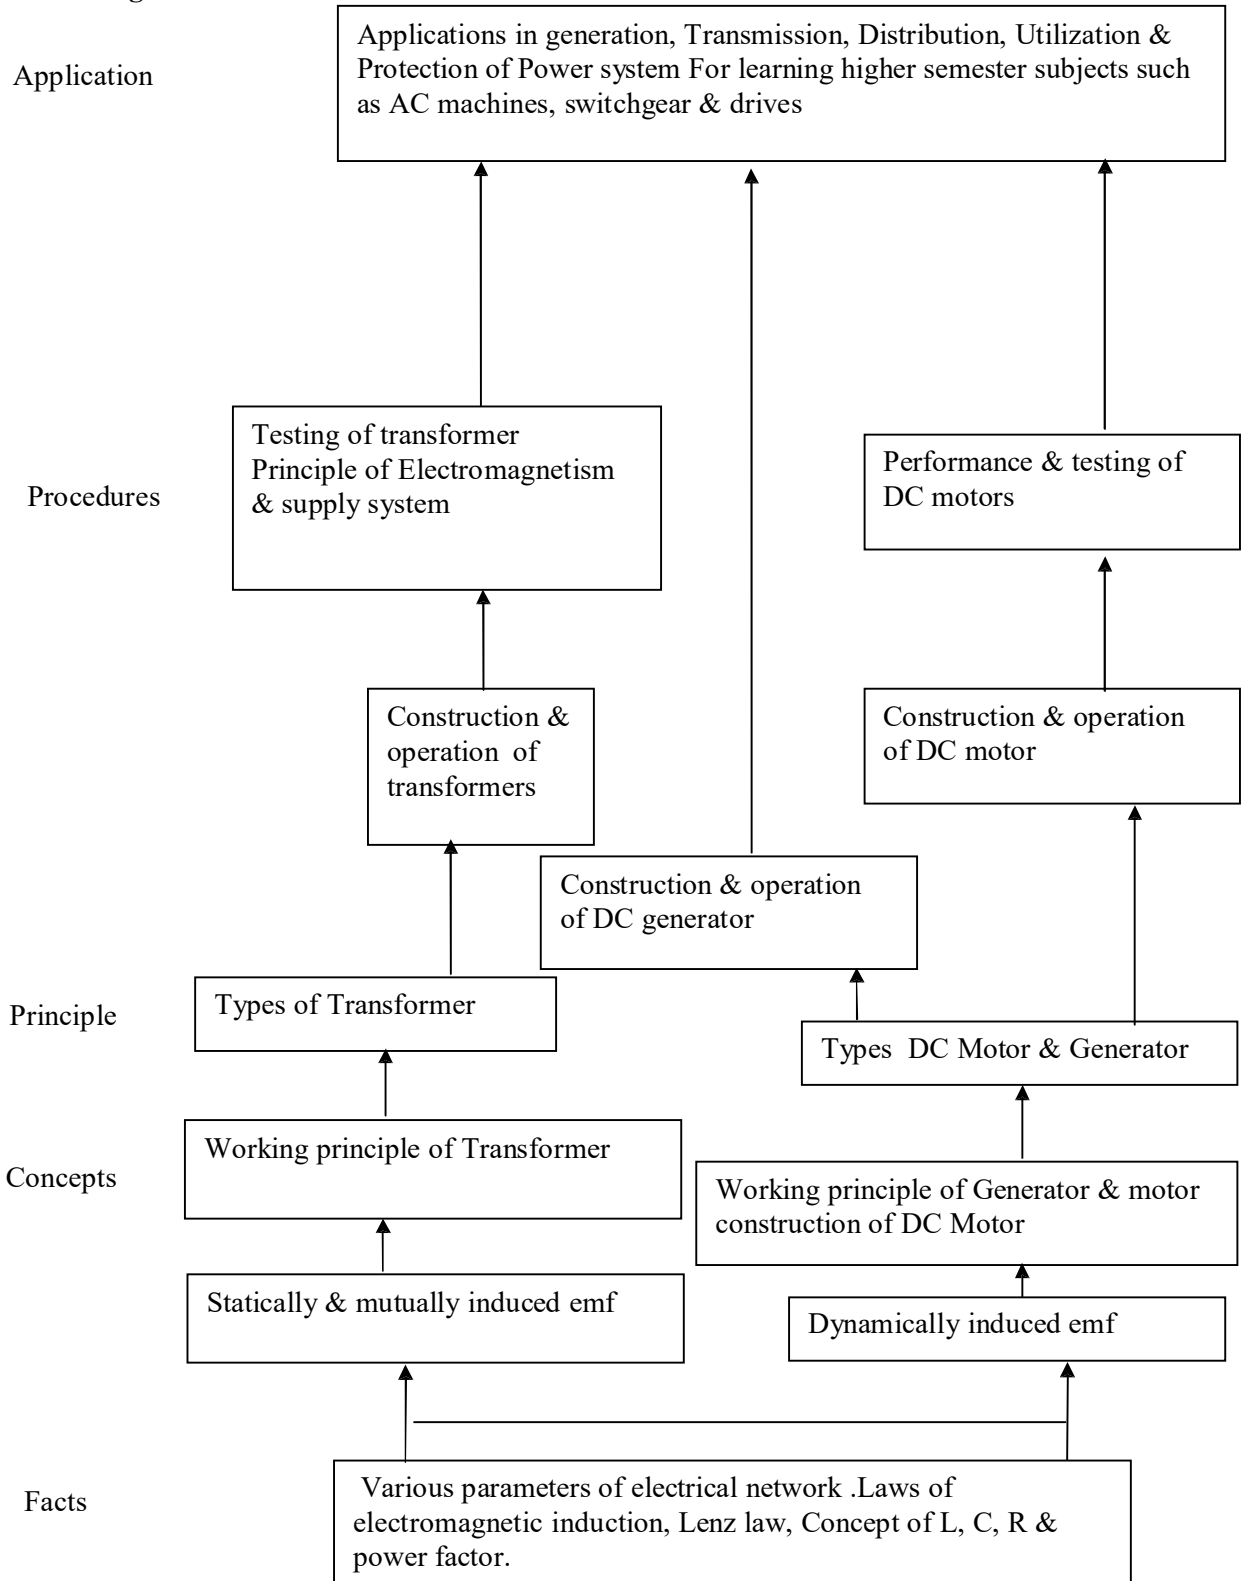 Application
Applications in generation, Transmission, Distribution, Utilization &
Protection of Power system For learning higher semester subjects such
as AC machines, switchgear & drives
Procedures
Testing of transformer
Principle of Electromagnetism
& supply system
Performance & testing of
DC motors
Construction &
operation of
transformers
Construction & operation
of DC motor
Construction & operation
of DC generator
Principle
Types of Transformer
Types DC Motor & Generator
Concepts
Working principle of Transformer
Working principle of Generator & motor
construction of DC Motor
Statically & mutually induced emf
Dynamically induced emf
Facts
Various parameters of electrical network .Laws of
electromagnetic induction, Lenz law, Concept of L, C, R &
power factor.